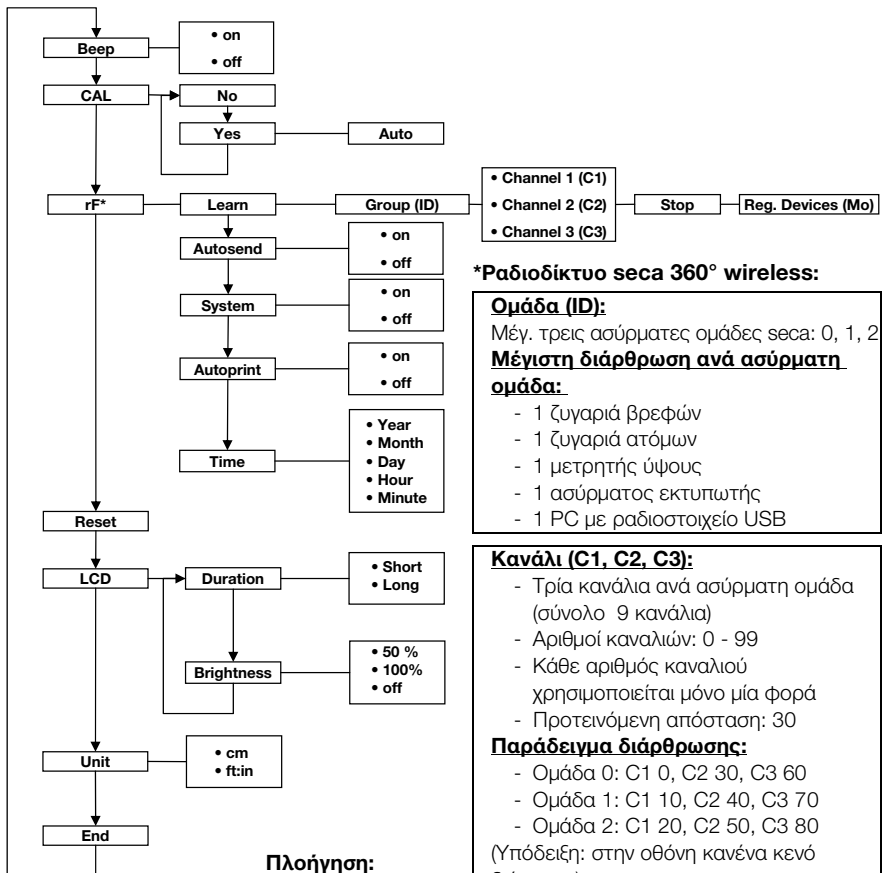 Beep
• on
• off
CAL
No
Yes
Auto
rF*
Learn
Group (ID)
• Channel 1 (C1)
• Channel 2 (C2)
• Channel 3 (C3)
Stop
Reg. Devices (Mo)
Autosend
• on
• off
System
• on
• off
Autoprint
• on
• off
Time
• Year
• Month
• Day
• Hour
• Minute
Reset
LCD
Duration
• Short
• Long
Brightness
• 50 %
• 100%
• off
Unit
• cm
• ft:in
End
Πλοήγηση:
*Ραδιοδίκτυο seca 360° wireless:
Ομάδα (ID):
Μέγ. τρεις ασύρματες ομάδες seca: 0, 1, 2
Μέγιστη διάρθρωση ανά ασύρματη
ομάδα:
- 1 ζυγαριά βρεφών
- 1 ζυγαριά ατόμων
- 1 μετρητής ύψους
- 1 ασύρματος εκτυπωτής
- 1 PC με ραδιοστοιχείο USB
Κανάλι (C1, C2, C3):
- Τρία κανάλια ανά ασύρματη ομάδα
(σύνολο 9 κανάλια)
- Αριθμοί καναλιών: 0 - 99
- Κάθε αριθμός καναλιού
χρησιμοποιείται μόνο μία φορά
- Προτεινόμενη απόσταση: 30
Παράδειγμα διάρθρωσης:
- Ομάδα 0: C1 0, C2 30, C3 60
- Ομάδα 1: C1 10, C2 40, C3 70
- Ομάδα 2: C1 20, C2 50, C3 80
(Υπόδειξη: στην οθόνη κανένα κενό